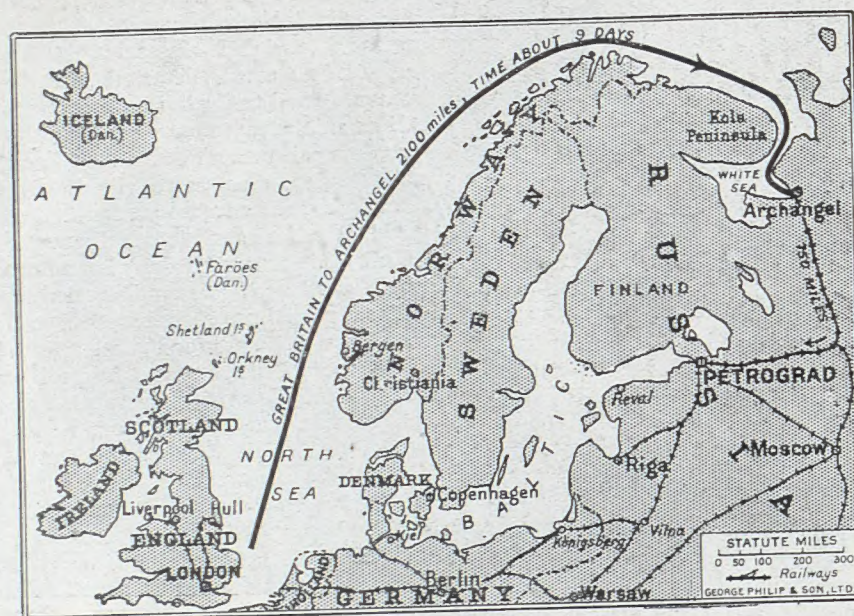 GREAT BRITAIN TO ARCHANGEL 2100 miles, TIME ABOUT 9 DAYS
ICELAND
(Dan.)
ATLANTIC
OCEAN
Faröes
(Dan.)
Shetland Is
Orkney
Is
SCOTLAND
IRELAND
Liverpool
Hull
ENGLAND
LONDON
NORTH
SEA
NORWAY
SWEDEN
Bergen
Christiania
DENMARK
Copenhagen
Kiel
BALTIC
HOLLAND
Berlin
GERMANY
Kola
Peninsula
WHITE
SEA
Archangel
750 MILES
RUSSIA
FINLAND
PETROGRAD
Reval
Riga
Moscow
Vilna
Königsberg
Warsaw
STATUTE MILES
0 50 100 200 300
Railways
GEORGE PHILIP & SON, LTD